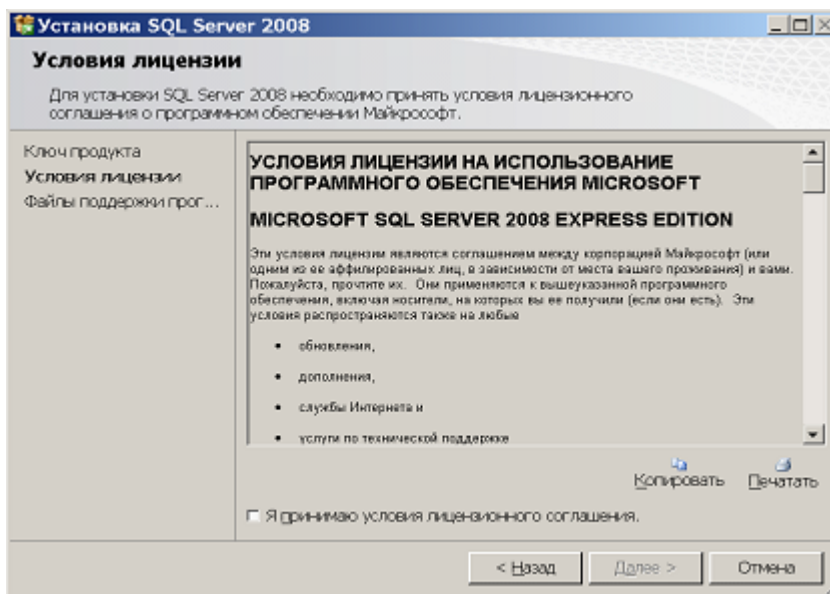 Установка SQL Server 2008
Условия лицензии
Для установки SQL Server 2008 необходимо принять условия лицензионного
соглашения о программном обеспечении Майкрософт.
Ключ продукта
Условия лицензии
Файлы поддержки прог...
УСЛОВИЯ ЛИЦЕНЗИИ НА ИСПОЛЬЗОВАНИЕ
ПРОГРАММНОГО ОБЕСПЕЧЕНИЯ MICROSOFT
MICROSOFT SQL SERVER 2008 EXPRESS EDITION
Эти условия лицензии являются соглашением между корпорацией Майкрософт (или
одним из ее аффилированных лиц, в зависимости от места вашего проживания) и вами.
Пожалуйста, прочтите их. Они применяются к вышеуказанной программного
обеспечения, включая носители, на которых вы ее получили (если они есть). Эти
условия распространяются также на любые
• обновления,
• дополнения,
• службы Интернета и
• услуги по технической поддержке
Копировать Печатать
Я принимаю условия лицензионного соглашения.
< Назад Далее > Отмена